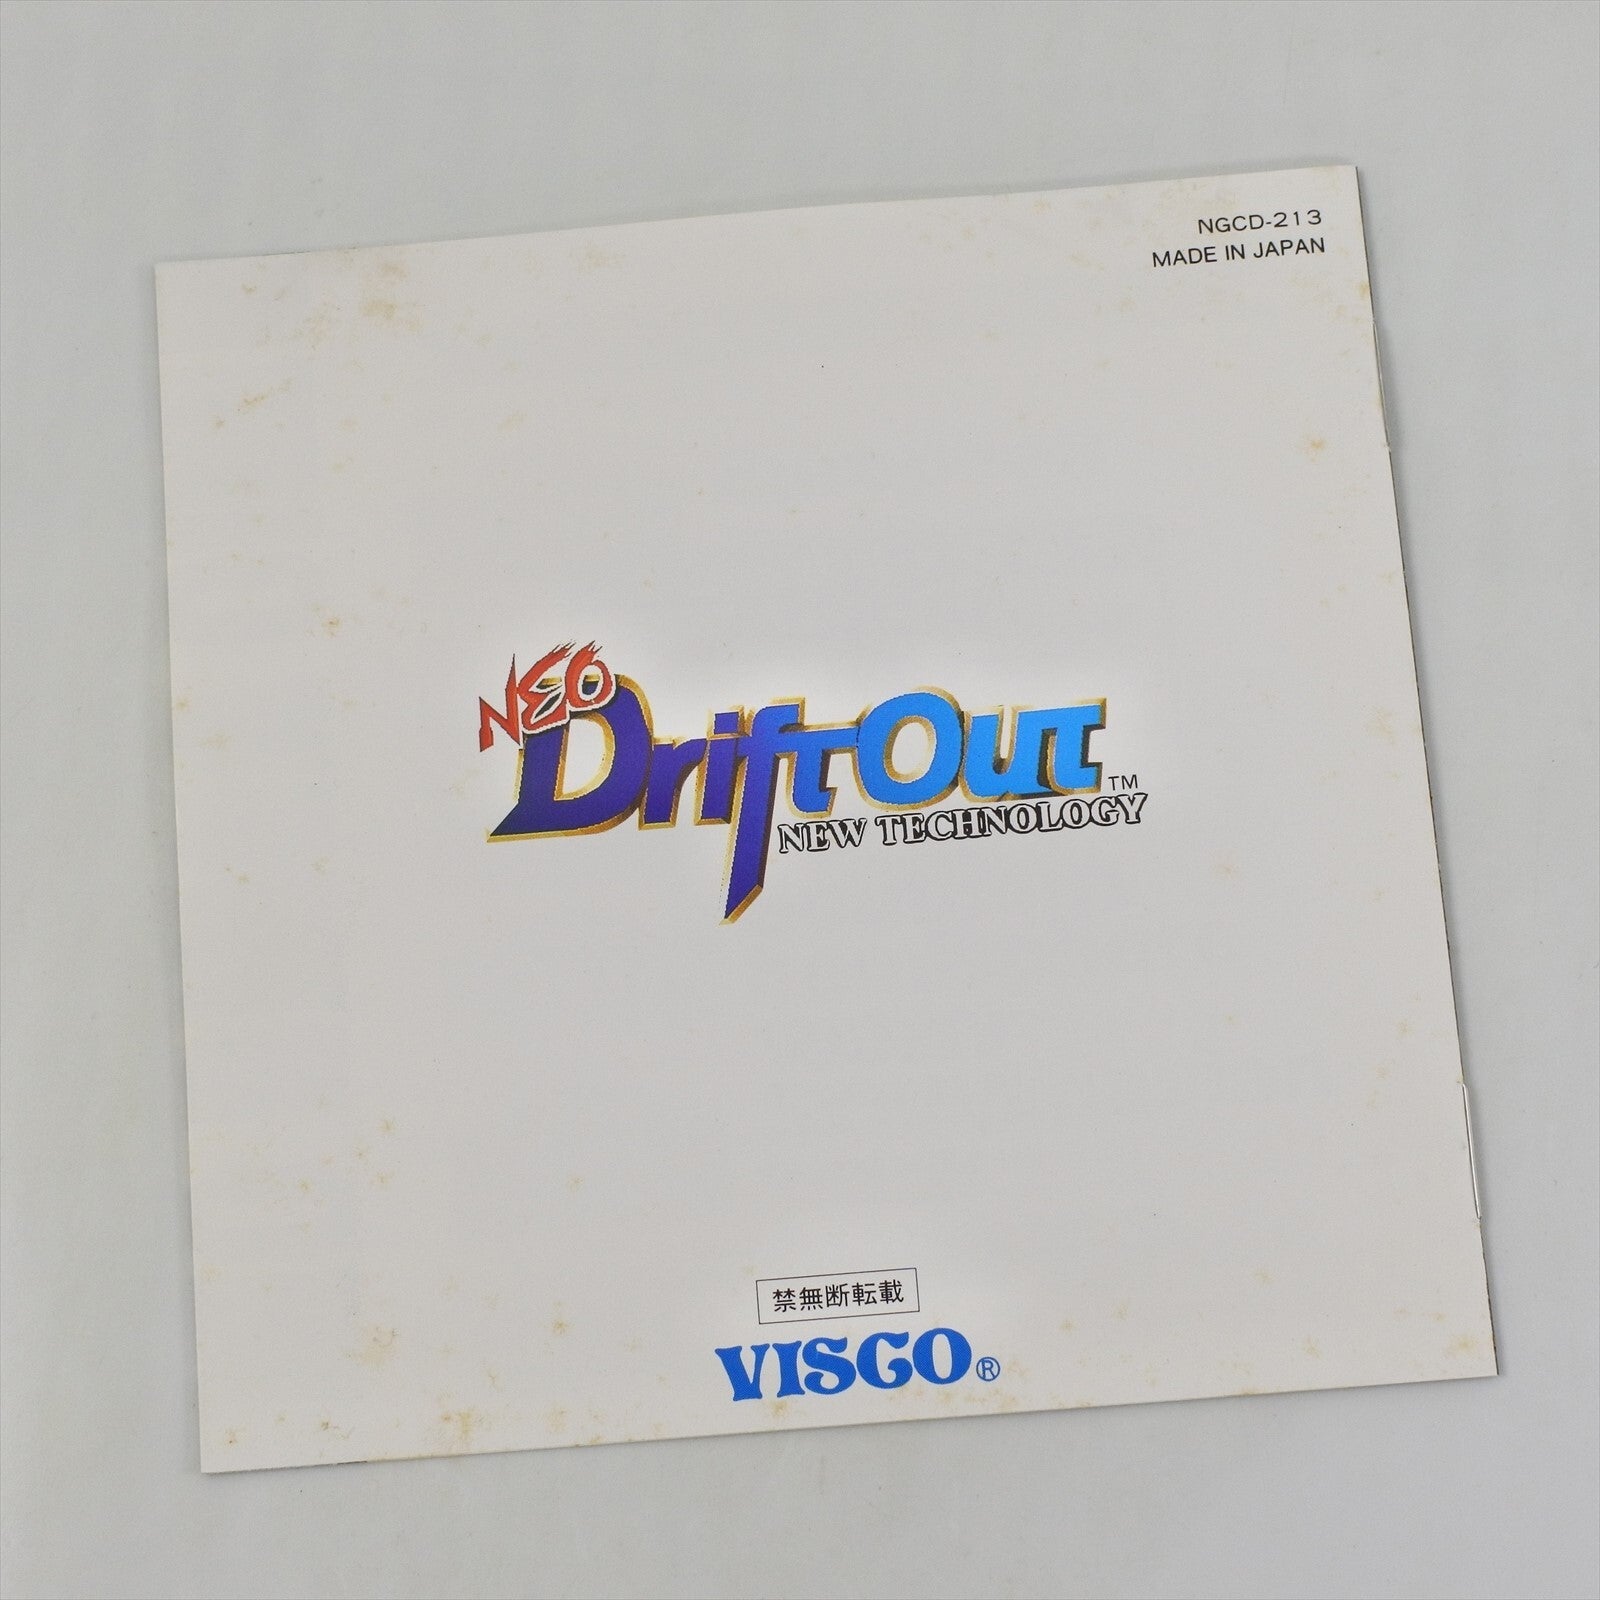 NGCD-213
MADE IN JAPAN
NEO
Drift Out TM
NEW TECHNOLOGY
禁無断転載
VISCO®